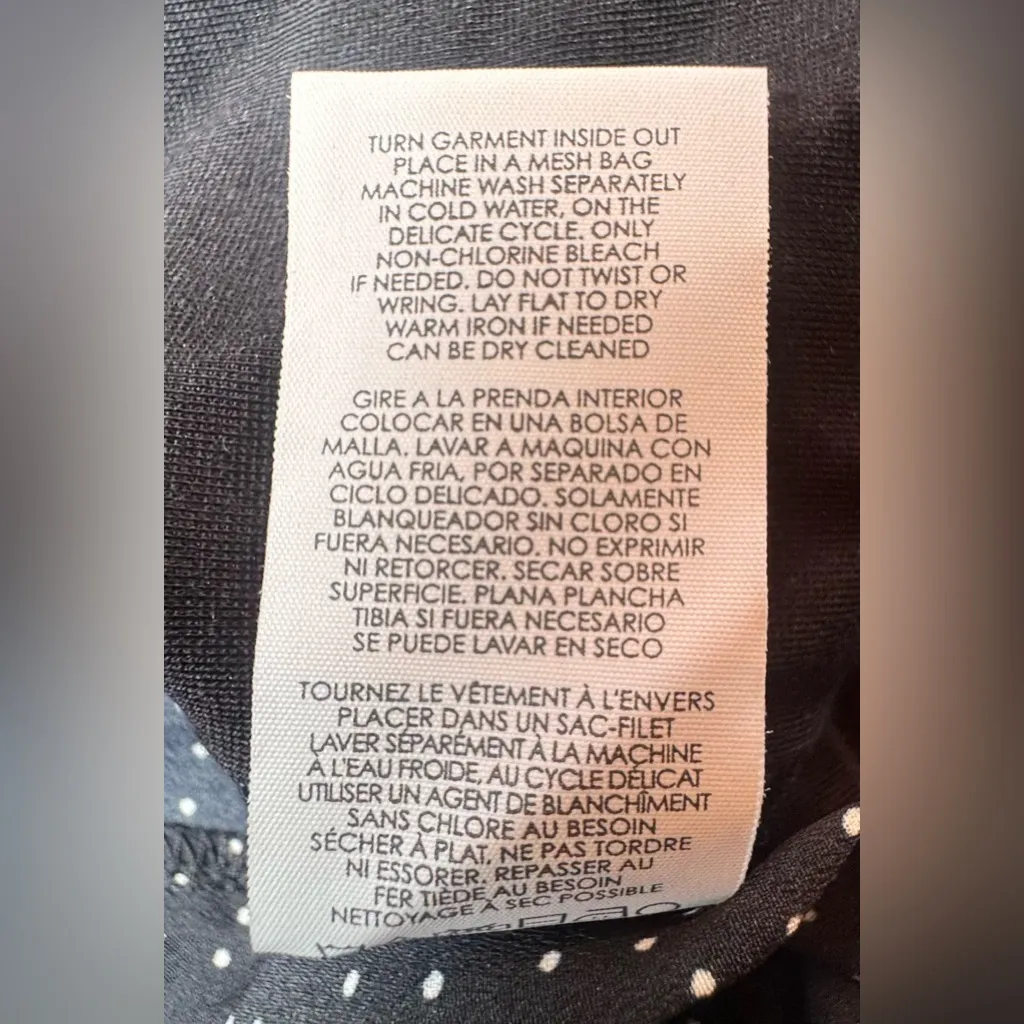 TURN GARMENT INSIDE OUT
PLACE IN A MESH BAG
MACHINE WASH SEPARATELY
IN COLD WATER, ON THE
DELICATE CYCLE. ONLY
NON-CHLORINE BLEACH
IF NEEDED. DO NOT TWIST OR
WRING. LAY FLAT TO DRY
WARM IRON IF NEEDED
CAN BE DRY CLEANED
GIRE A LA PRENDA INTERIOR
COLOCAR EN UNA BOLSA DE
MALLA. LAVAR A MAQUINA CON
AGUA FRIA, POR SEPARADO EN
CICLO DELICADO. SOLAMENTE
BLANQUEADOR SIN CLORO SI
FUERA NECESARIO. NO EXPRIMIR
NI RETORCER. SECAR SOBRE
SUPERFICIE. PLANA PLANCHA
TIBIA SI FUERA NECESARIO
SE PUEDE LAVAR EN SECO
TOURNEZ LE VÊTEMENT À L'ENVERS
PLACER DANS UN SAC-FILET
LAVER SÉPARÉMENT À LA MACHINE
À L'EAU FROIDE, AU CYCLE DÉLICAT
UTILISER UN AGENT DE BLANCHÎMENT
SANS CHLORE AU BESOIN
SÉCHER À PLAT. NE PAS TORDRE
NI ESSORER. REPASSER AU
FER TIÈDE AU BESOIN
NETTOYAGE À SEC POSSIBLE